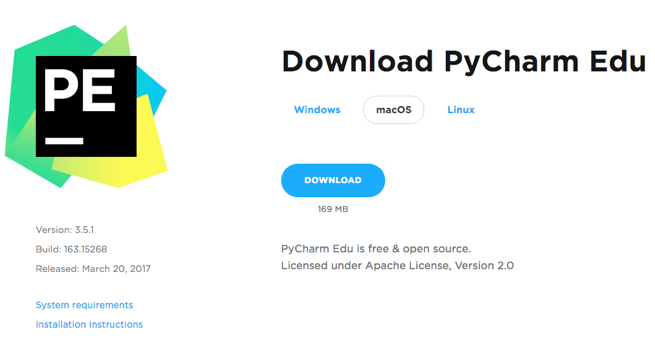 PE
Download PyCharm Edu
Windows macOS Linux
DOWNLOAD
169 MB
Version: 3.5.1
Build: 163.15268
Released: March 20, 2017
System requirements
Installation Instructions
PyCharm Edu is free & open source.
Licensed under Apache License, Version 2.0